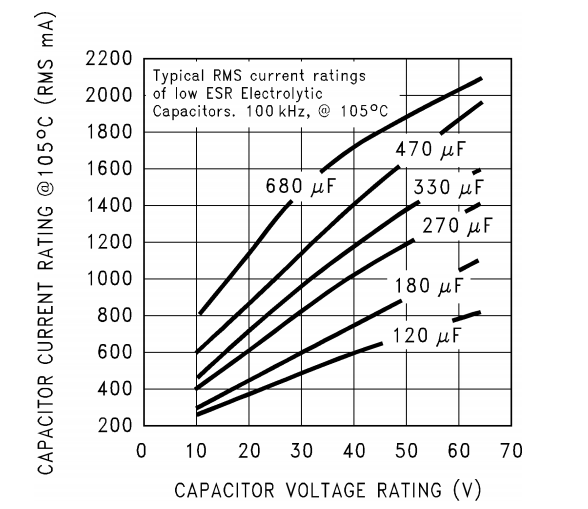 CAPACITOR CURRENT RATING @105°C (RMS mA)
2200
2000
1800
1600
1400
1200
1000
800
600
400
200
Typical RMS current ratings
of low ESR Electrolytic
Capacitors. 100 kHz, @ 105°C
470 µF
680 µF
330 µF
270 µF
180 µF
120 µF
0 10 20 30 40 50 60 70
CAPACITOR VOLTAGE RATING (V)